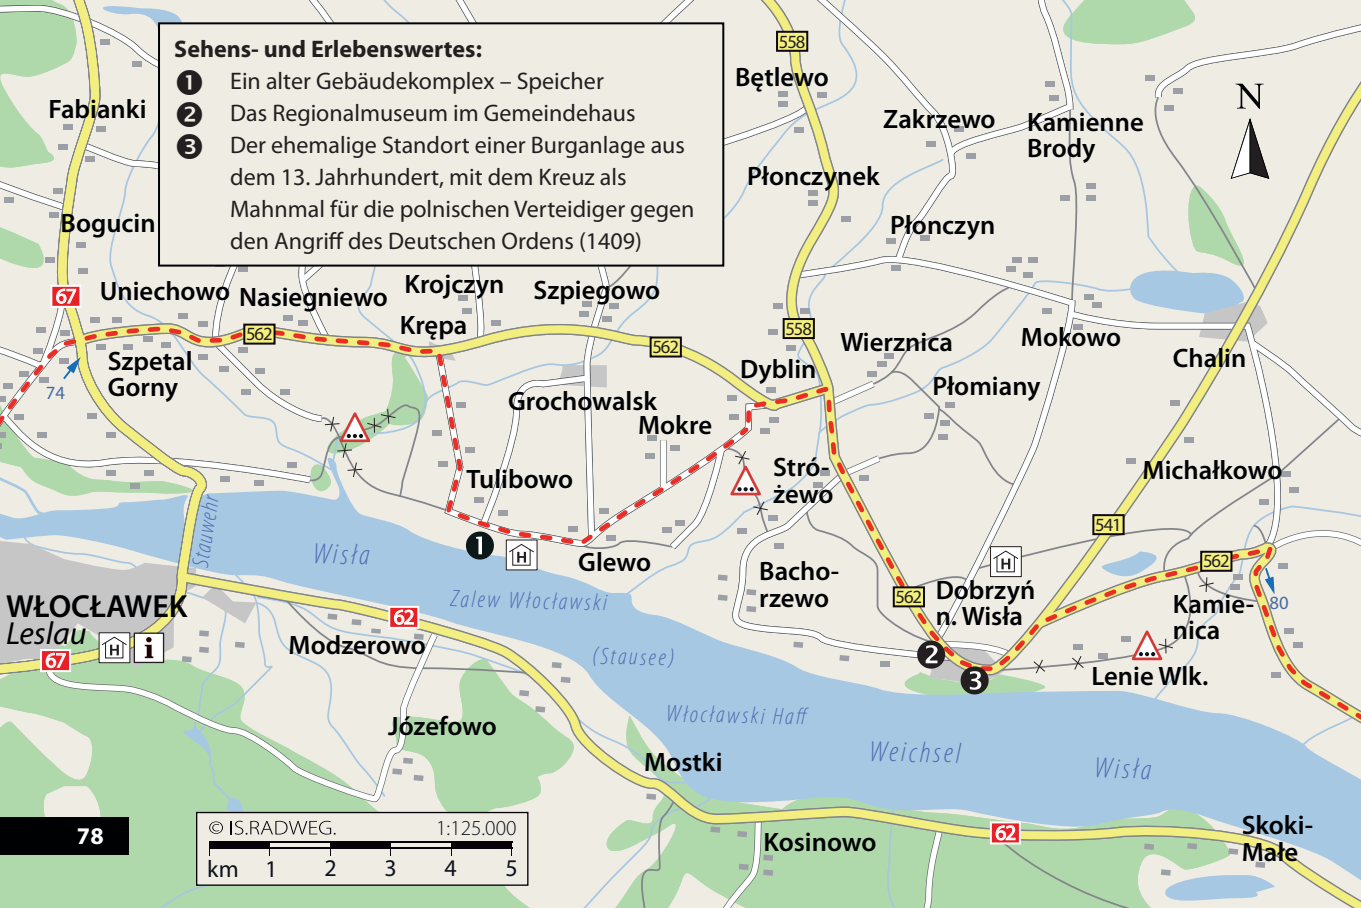 Sehens- und Erlebenswertes:
1 Ein alter Gebäudekomplex – Speicher
2 Das Regionalmuseum im Gemeindehaus
3 Der ehemalige Standort einer Burganlage aus
dem 13. Jahrhundert, mit dem Kreuz als
Mahnmal für die polnischen Verteidiger gegen
den Angriff des Deutschen Ordens (1409)
558
Bętlewo
N
Fabianki
Zakrzewo
Kamienne
Brody
Płonczynek
Bogucin
Płonczyn
67
Uniechowo
Nasiegniewo
Krojczyn
Szpiegowo
Krępa
562
562
558
Wierznica
Mokowo
Chalin
Szpetal
Gorny
74
Dyblin
Płomiany
Grochowalsk
Mokre
Tulibowo
Stró-
żewo
Michałkowo
541
Stauwehr
Wisła
1
H
Glewo
Bacho-
rzewo
H
562
562
Dobrzyń
n. Wisła
Kamie-
nica
80
WŁOCŁAWEK
Leslau
H
i
67
Zalew Włocławski
62
Modzerowo
(Stausee)
2
3
Lenie Wlk.
Włocławski Haff
Józefowo
Weichsel
Wisła
Mostki
78
© IS.RADWEG.
1:125.000
km 1 2 3 4 5
Kosinowo
62
Skoki-
Małe